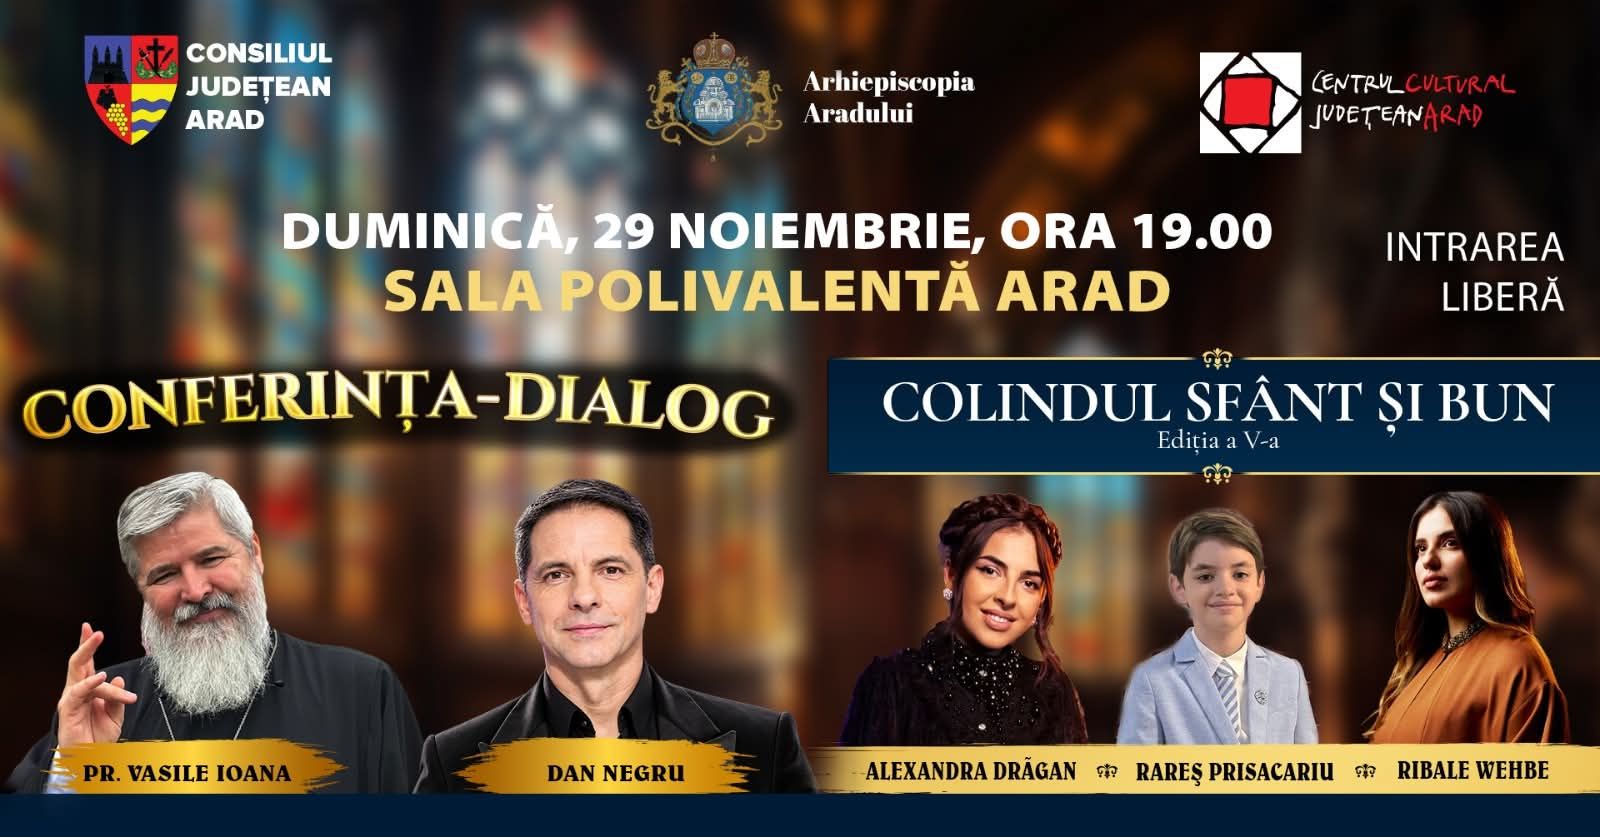 CONSILIUL
JUDEȚEAN
ARAD
Arhiepiscopia
Aradului
CENTRUL CULTURAL
JUDEȚEAN ARAD
DUMINICĂ, 29 NOIEMBRIE, ORA 19.00
SALA POLIVALENTĂ ARAD
INTRAREA
LIBERĂ
CONFERINȚA-DIALOG
COLINDUL SFÂNT ȘI BUN
Ediția a V-a
PR. VASILE IOANA
DAN NEGRU
ALEXANDRA DRĂGAN
RAREŞ PRISACARIU
RIBALE WEHBE